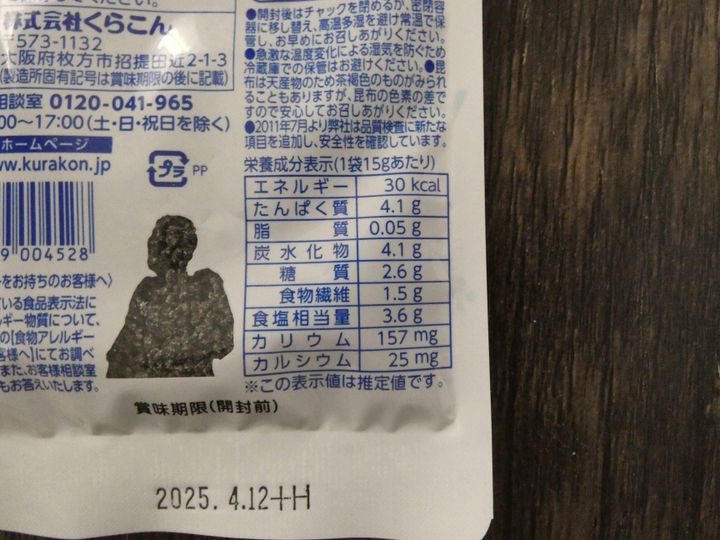 株式会社くらこん
〒573-1132
大阪府枚方市招提田近2-1-3
(製造所固有記号は賞味期限の後に記載)
相談室 0120-041-965
00〜17:00(土・日・祝日を除く)
ホームページ
www.kurakon.jp
プラ PP
9 004528
をお持ちのお客様へ〉
いる食品表示法に
ギー物質について、
の[食物アレルギー
客様へ]にてお調べ
また、お客様相談室
もお答えいたします。
●開封後はチャックを閉めるか、密閉容
器に移し替え、高温多湿を避け常温で保
管し、お早めにお召しあがりください。
●急激な温度変化による湿気を防ぐため
冷蔵庫での保管はお避けください。●昆
布は天産物のため茶褐色のものがみられ
ることもありますが、昆布の色素の差で
すので安心してお召しあがりください。
●2011年7月より弊社は品質検査に新たな
項目を追加し、安全性を確認しています。
栄養成分表示(1袋15gあたり)
エネルギー 30 kcal
たんぱく質 4.1 g
脂質 0.05 g
炭水化物 4.1 g
糖質 2.6 g
食物繊維 1.5 g
食塩相当量 3.6 g
カリウム 157 mg
カルシウム 25 mg
※この表示値は推定値です。
賞味期限(開封前)
2025.4.12+H